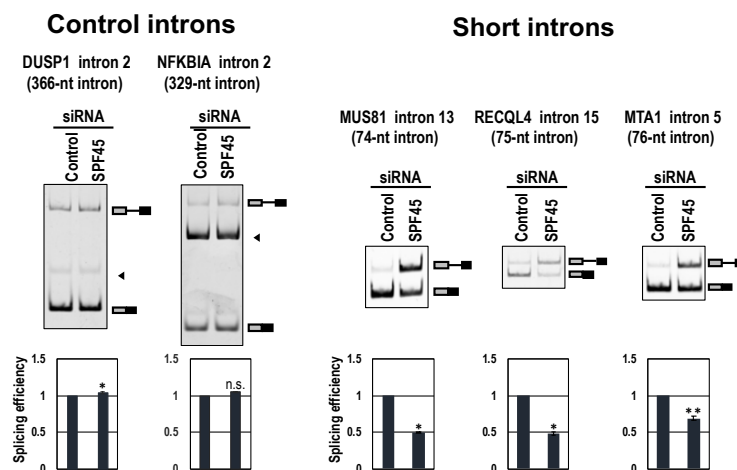 Control introns
Short introns
DUSP1 intron 2
(366-nt intron)
NFKBIA intron 2
(329-nt intron)
MUS81 intron 13
(74-nt intron)
RECQL4 intron 15
(75-nt intron)
MTA1 intron 5
(76-nt intron)
siRNA
Control
SPF45
siRNA
Control
SPF45
siRNA
Control
SPF45
siRNA
Control
SPF45
siRNA
Control
SPF45
Splicing efficiency
1.5
1
0.5
0
*
1.5
1
0.5
0
n.s.
Splicing efficiency
1.5
1
0.5
0
*
1.5
1
0.5
0
*
1.5
1
0.5
0
**